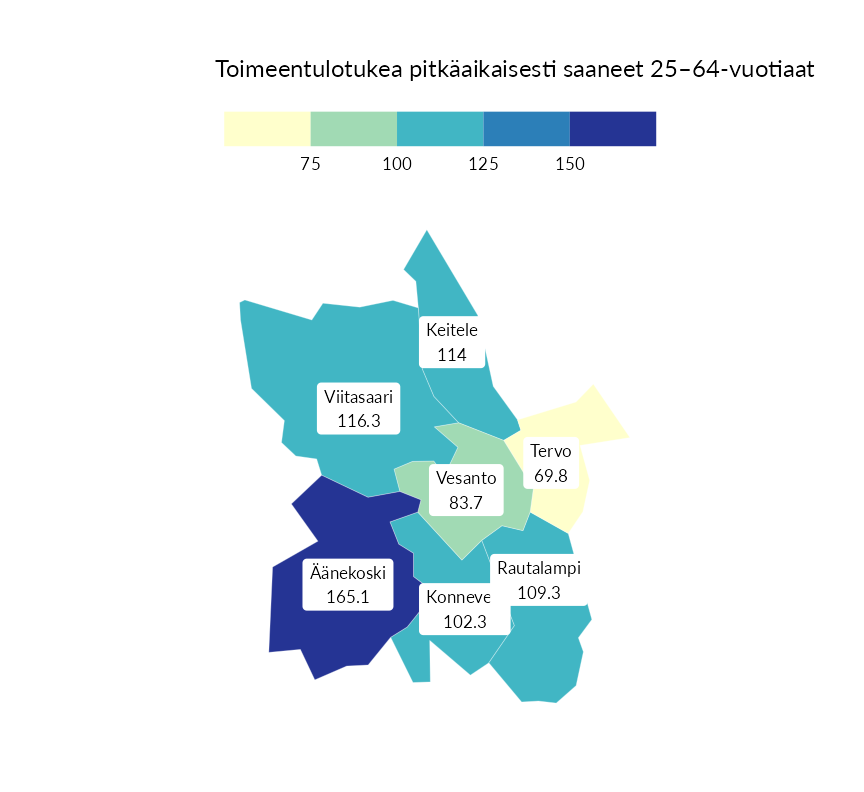 Toimeentulotukea pitkäaikaisesti saaneet 25–64-vuotiaat
75 100 125 150
Keitele
114
Viitasaari
116.3
Tervo
69.8
Vesanto
83.7
Äänekoski
165.1
Rautalampi
109.3
Konneve
102.3